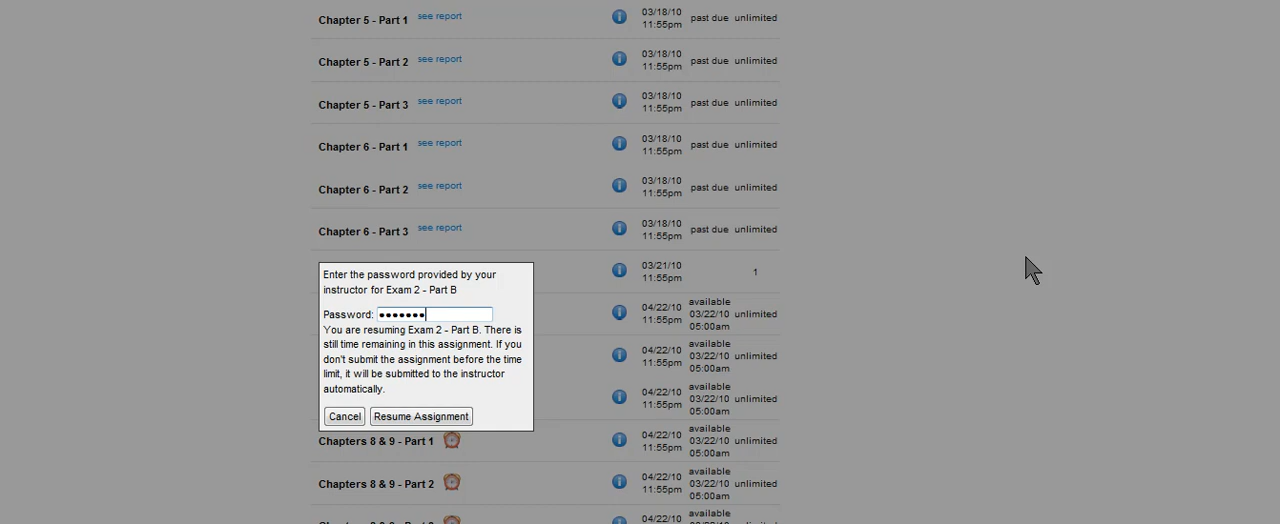 Chapter 5 - Part 1 see report 03/18/10 11:55pm past due unlimited
Chapter 5 - Part 2 see report 03/18/10 11:55pm past due unlimited
Chapter 5 - Part 3 see report 03/18/10 11:55pm past due unlimited
Chapter 6 - Part 1 see report 03/18/10 11:55pm past due unlimited
Chapter 6 - Part 2 see report 03/18/10 11:55pm past due unlimited
Chapter 6 - Part 3 see report 03/18/10 11:55pm past due unlimited
03/21/10 11:55pm 1
Enter the password provided by your
instructor for Exam 2 - Part B
Password: •••••••
You are resuming Exam 2 - Part B. There is
still time remaining in this assignment. If you
don't submit the assignment before the time
limit, it will be submitted to the instructor
automatically.
Cancel Resume Assignment
04/22/10 11:55pm available 03/22/10 05:00am unlimited
04/22/10 11:55pm available 03/22/10 05:00am unlimited
04/22/10 11:55pm available 03/22/10 05:00am unlimited
Chapters 8 & 9 - Part 1 04/22/10 11:55pm available 03/22/10 05:00am unlimited
Chapters 8 & 9 - Part 2 04/22/10 11:55pm available 03/22/10 05:00am unlimited
04/22/10 available